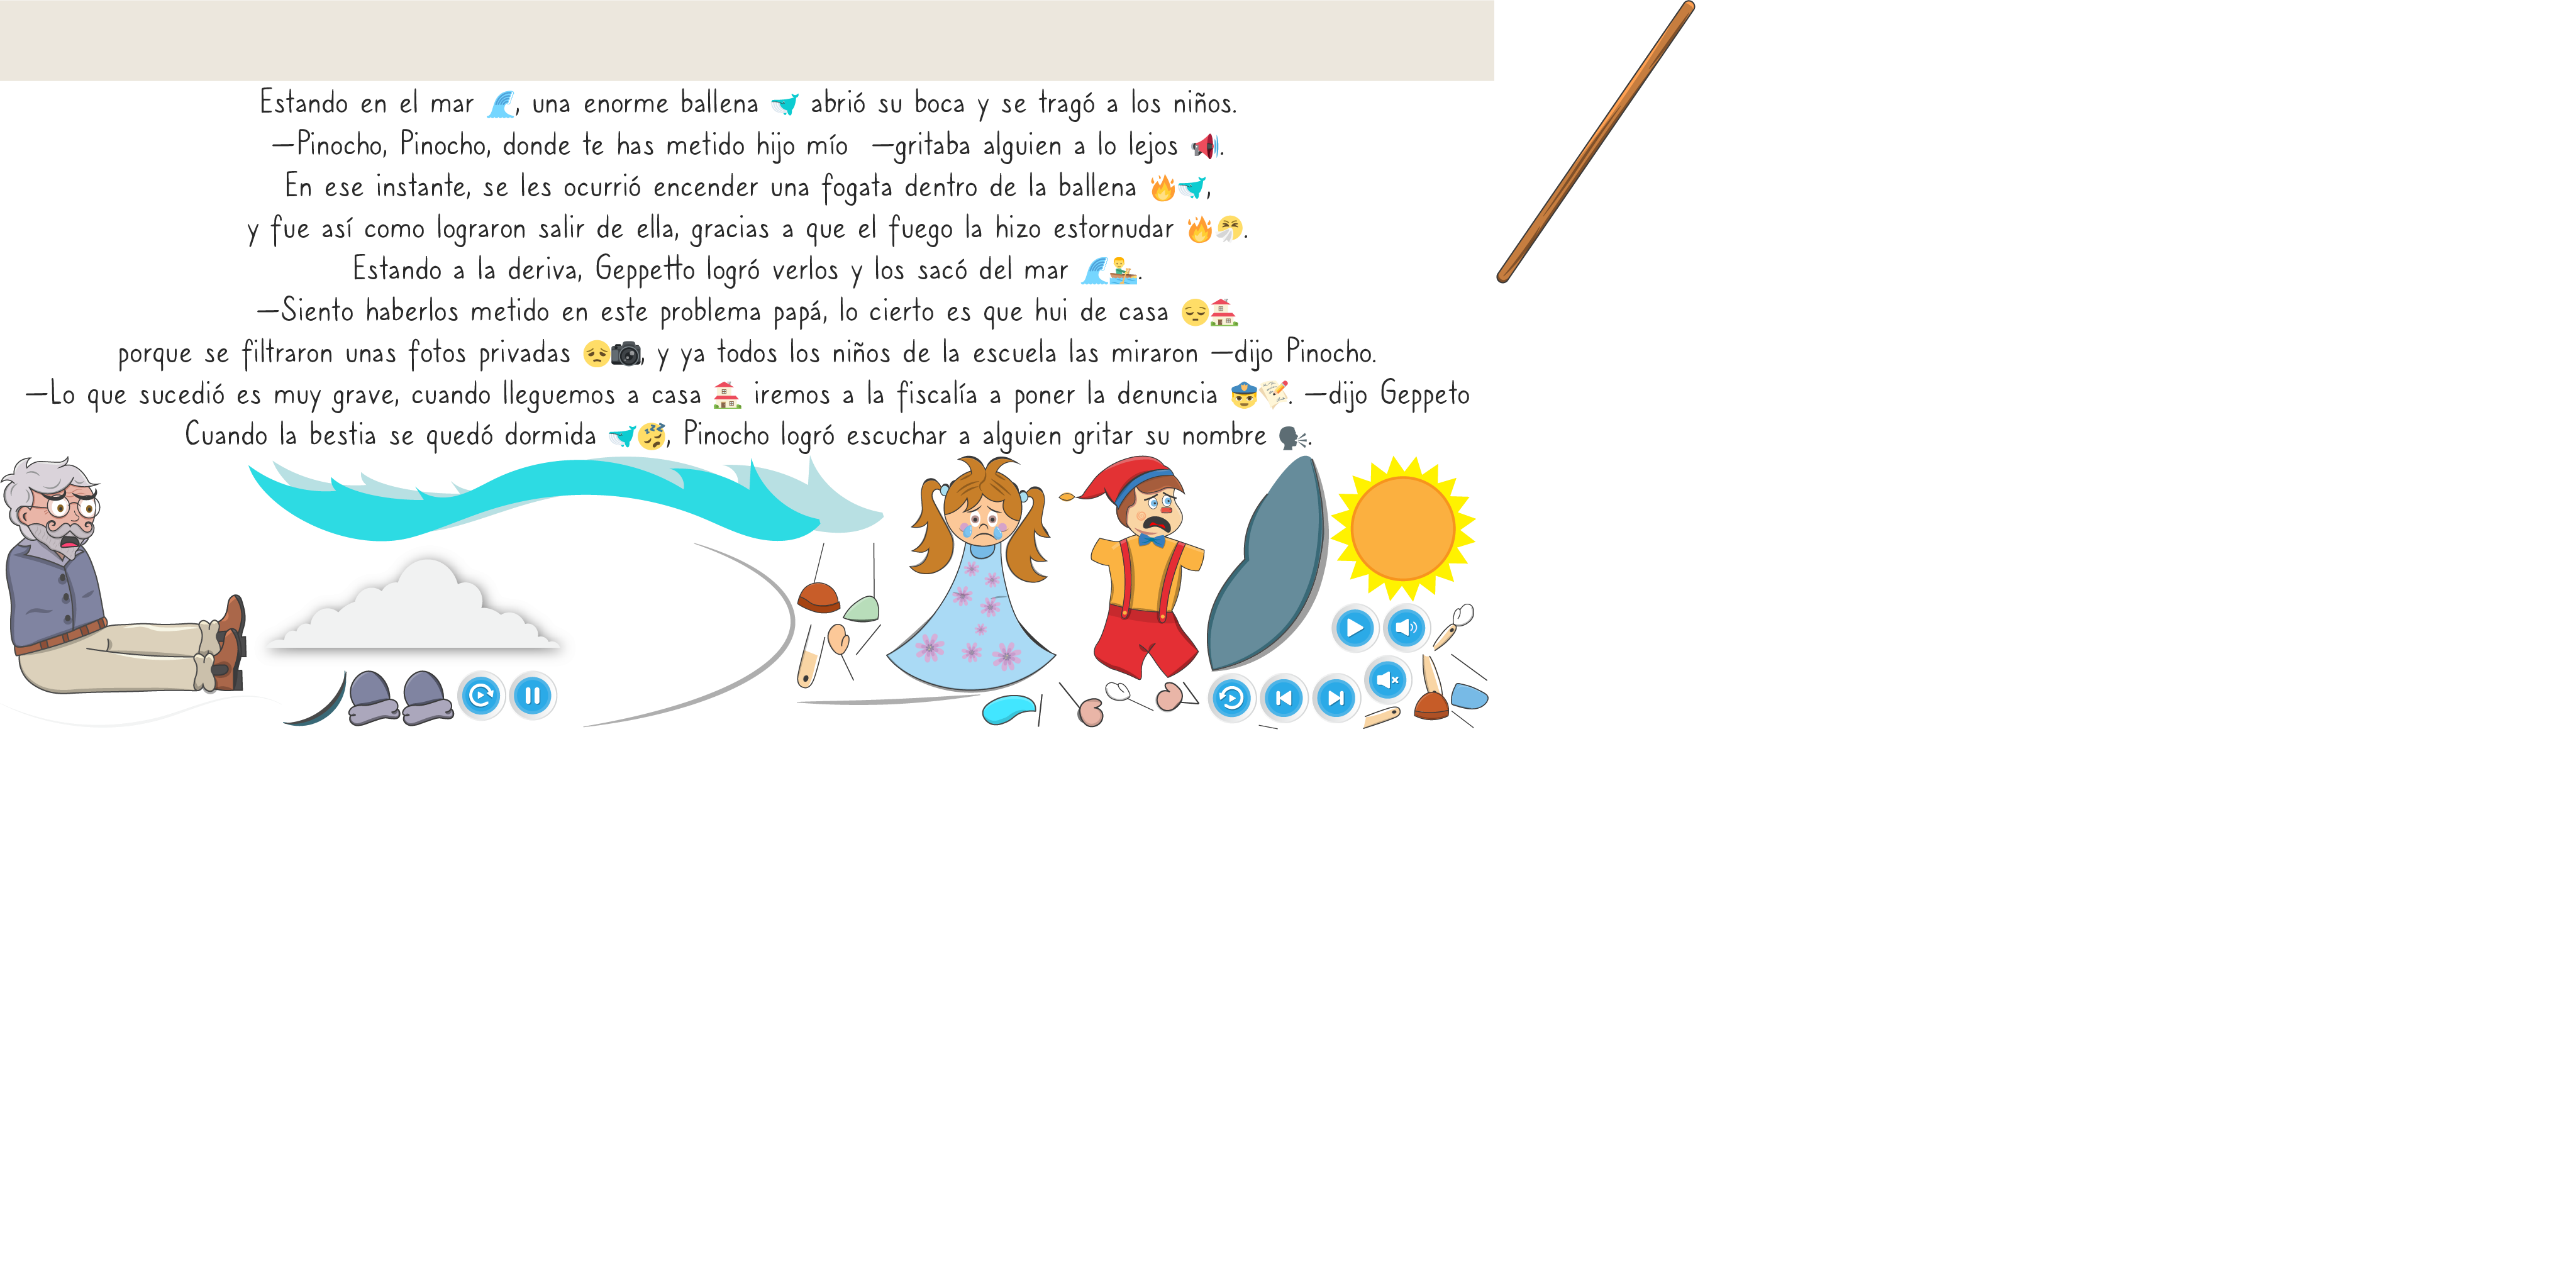 Estando en el mar 🌊, una enorme ballena 🐳 abrió su boca y se tragó a los niños.
—Pinocho, Pinocho, donde te has metido hijo mío —gritaba alguien a lo lejos 📢.
En ese instante, se les ocurrió encender una fogata dentro de la ballena 🔥🐳,
y fue así como lograron salir de ella, gracias a que el fuego la hizo estornudar 🔥🤧.
Estando a la deriva, Geppetto logró verlos y los sacó del mar 🌊🚣‍♂️.
—Siento haberlos metido en este problema papá, lo cierto es que hui de casa 😔🏠
porque se filtraron unas fotos privadas 😞📷, y ya todos los niños de la escuela las miraron —dijo Pinocho.
—Lo que sucedió es muy grave, cuando lleguemos a casa 🏠 iremos a la fiscalía a poner la denuncia 👮📝. —dijo Geppeto
Cuando la bestia se quedó dormida 🐳😴, Pinocho logró escuchar a alguien gritar su nombre 🗣️.